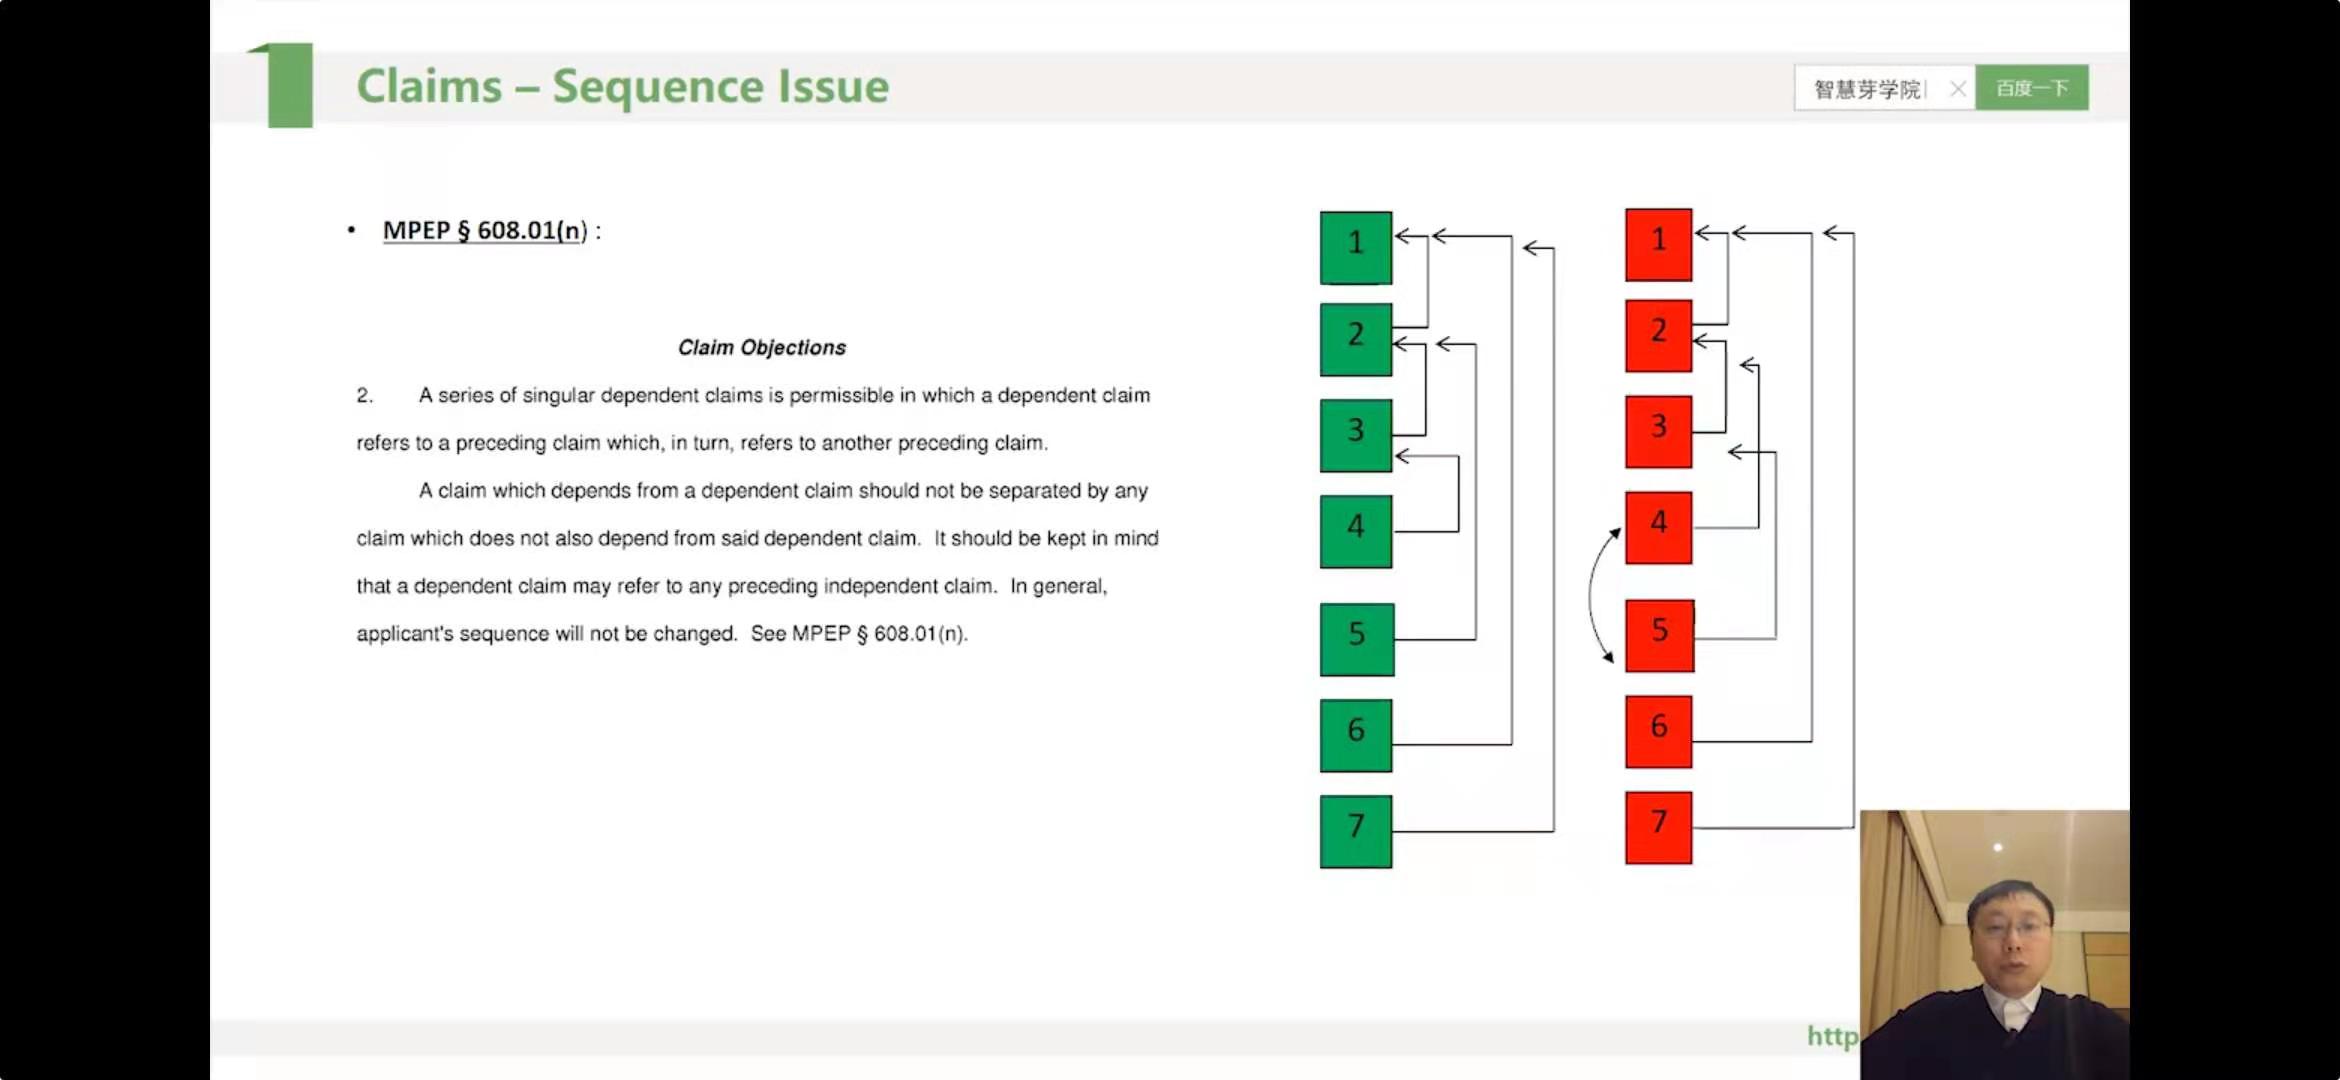 Claims – Sequence Issue
智慧芽学院
百度一下
• MPEP § 608.01(n) :
Claim Objections
2. A series of singular dependent claims is permissible in which a dependent claim
refers to a preceding claim which, in turn, refers to another preceding claim.
A claim which depends from a dependent claim should not be separated by any
claim which does not also depend from said dependent claim. It should be kept in mind
that a dependent claim may refer to any preceding independent claim. In general,
applicant's sequence will not be changed. See MPEP § 608.01(n).
1
2
3
4
5
6
7
1
2
3
4
5
6
7
http